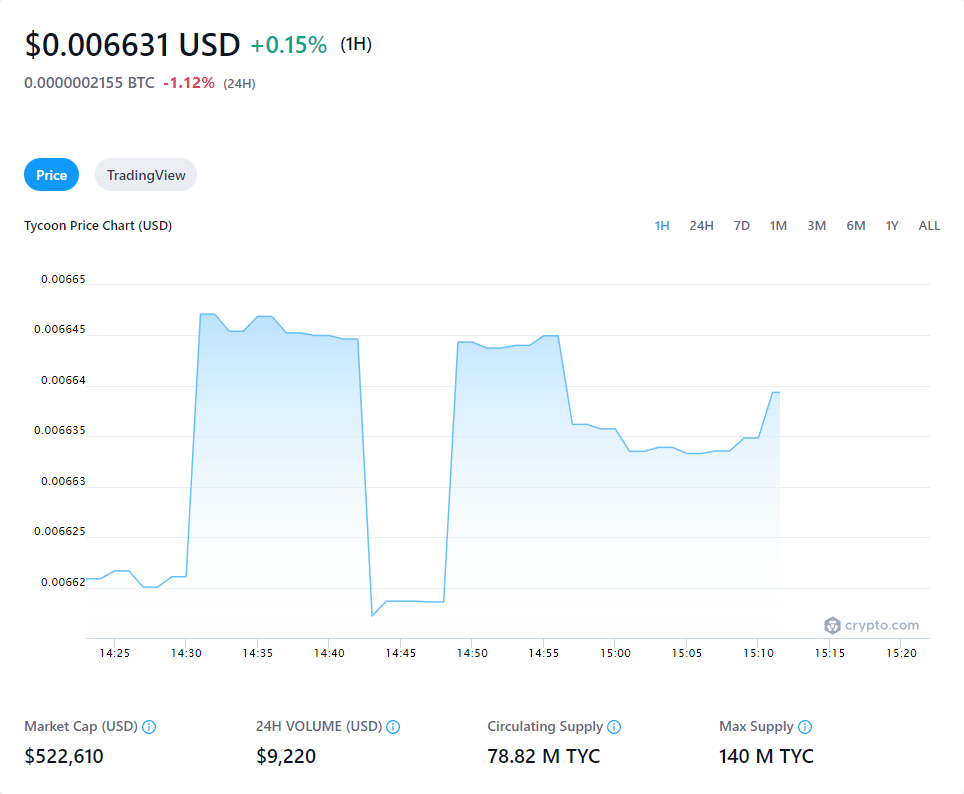 $0.006631 USD +0.15% (1H)
0.0000002155 BTC -1.12% (24H)
Price TradingView
Tycoon Price Chart (USD) 1H 24H 7D 1M 3M 6M 1Y ALL
0.00665
0.006645
0.00664
0.006635
0.00663
0.006625
0.00662
crypto.com
14:25 14:30 14:35 14:40 14:45 14:50 14:55 15:00 15:05 15:10 15:15 15:20
Market Cap (USD) 24H VOLUME (USD) Circulating Supply Max Supply
$522,610 $9,220 78.82 M TYC 140 M TYC